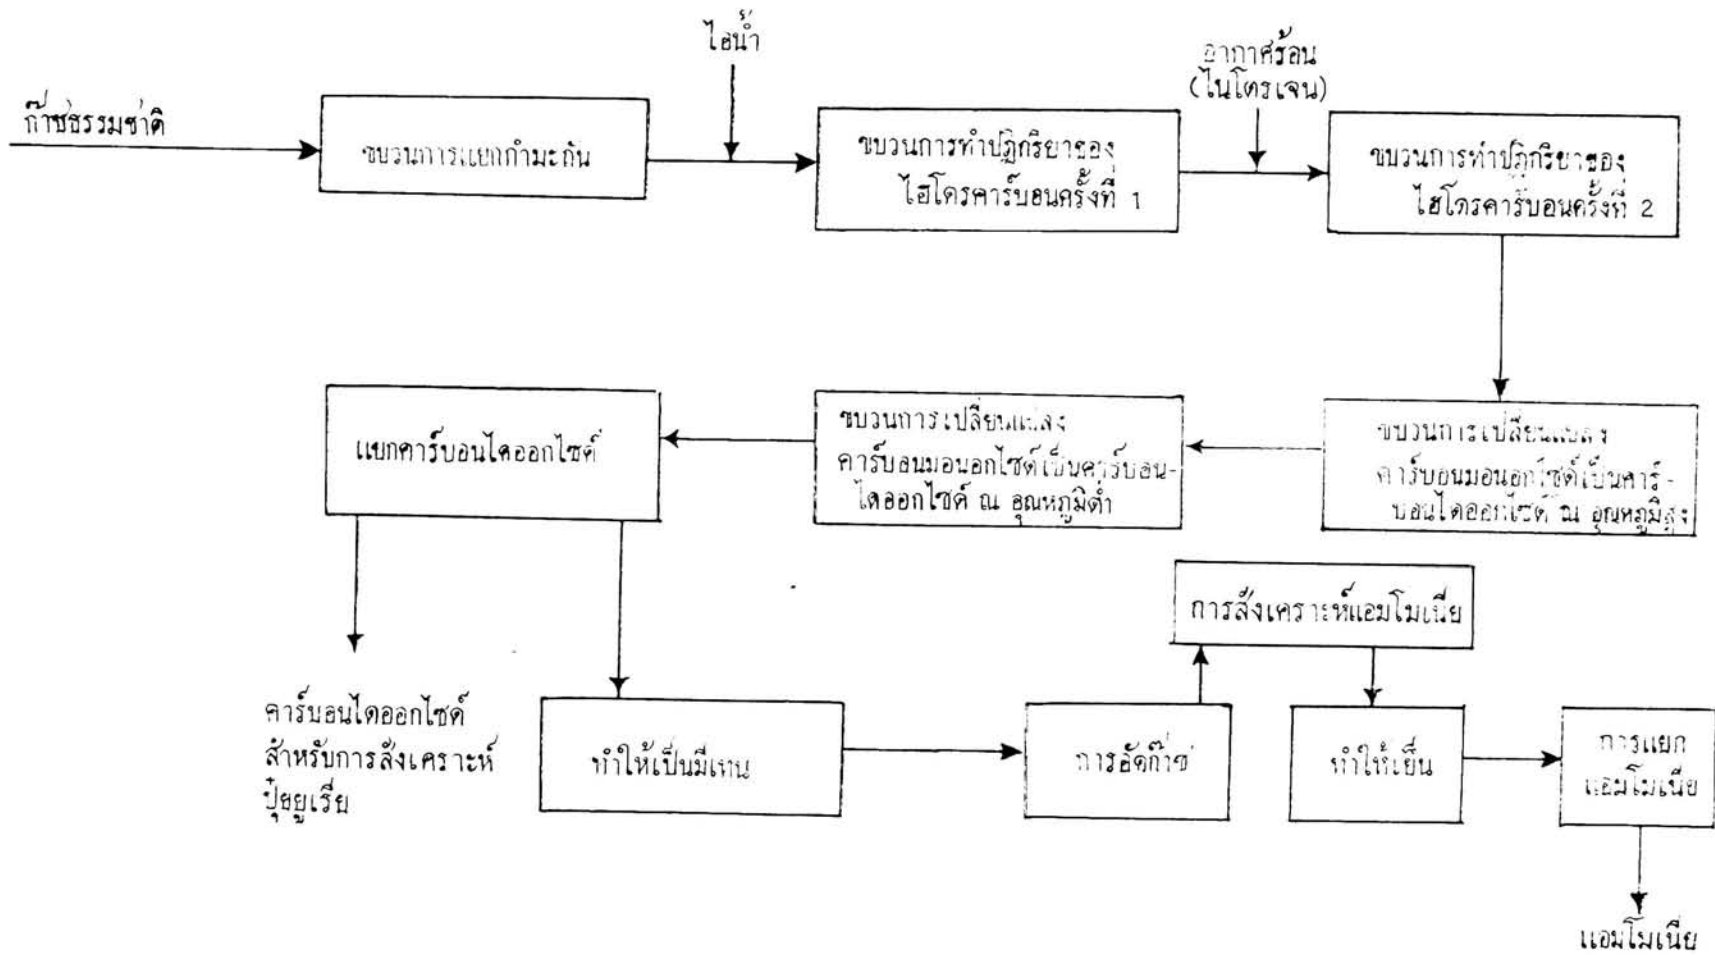 ไอน้ำ
อากาศร้อน
(ไนโตรเจน)
ก๊าซธรรมชาติ
ขบวนการแยกกำมะถัน
ขบวนการทำปฏิกริยาของ
ไฮโดรคาร์บอนครั้งที่ 1
ขบวนการทำปฏิกริยาของ
ไฮโดรคาร์บอนครั้งที่ 2
แยกคาร์บอนไดออกไซด์
ขบวนการเปลี่ยนแปลง
คาร์บอนมอนอกไซด์เป็นคาร์บอน-
ไดออกไซด์ ณ อุณหภูมิต่ำ
ขบวนการเปลี่ยนแปลง
คาร์บอนมอนอกไซด์เป็นคาร์-
บอนไดออกไซด์ ณ อุณหภูมิสูง
การสังเคราะห์แอมโมเนีย
คาร์บอนไดออกไซด์
สำหรับการสังเคราะห์
ปุ๋ยยูเรีย
ทำให้เป็นมีเทน
การอัดก๊าซ
ทำให้เย็น
การแยก
แอมโมเนีย
แอมโมเนีย